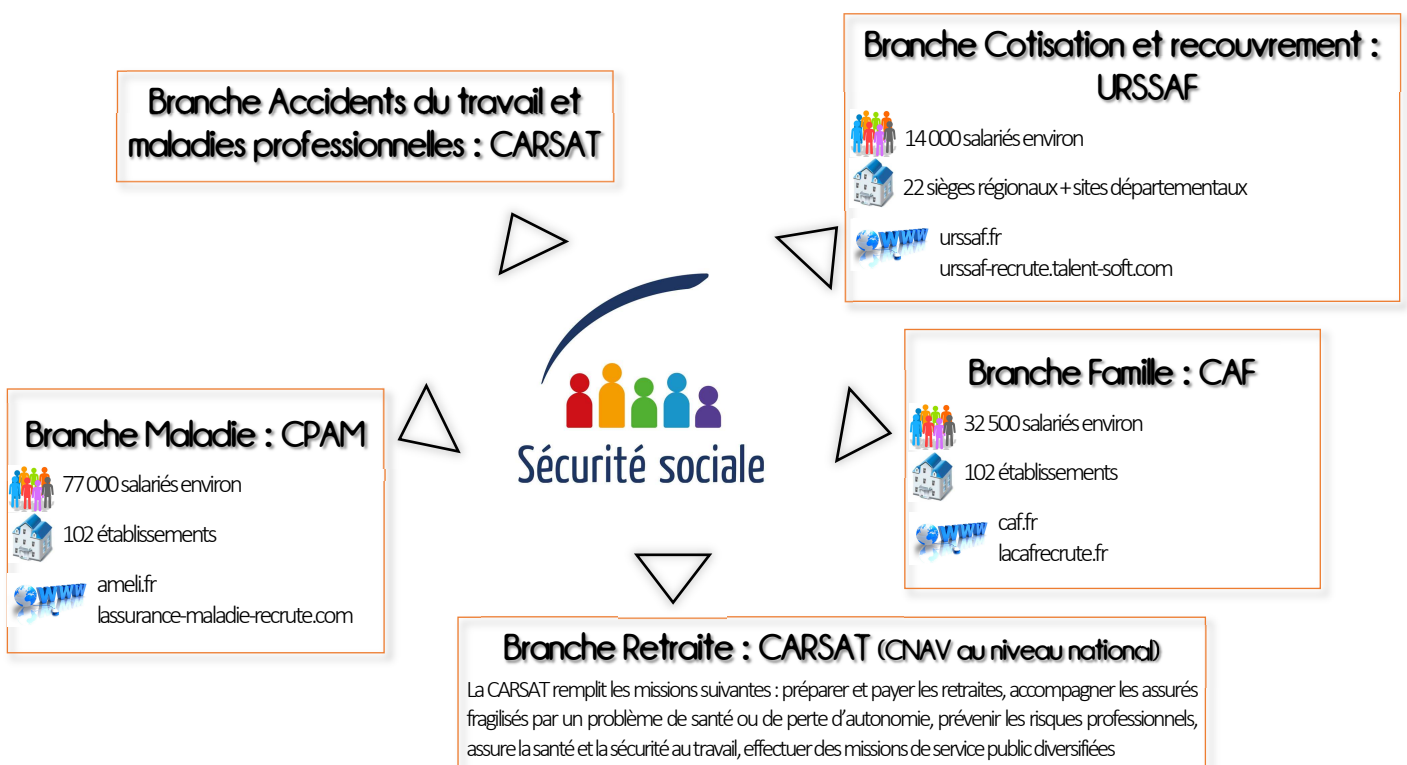 Branche Accidents du travail et
maladies professionnelles : CARSAT
Branche Cotisation et recouvrement :
URSSAF
14 000 salariés environ
22 sièges régionaux + sites départementaux
www
urssaf.fr
urssaf-recrute.talent-soft.com
Sécurité sociale
Branche Maladie : CPAM
77 000 salariés environ
102 établissements
www
ameli.fr
lassurance-maladie-recrute.com
Branche Famille : CAF
32 500 salariés environ
102 établissements
www
caf.fr
lacafrecrute.fr
Branche Retraite : CARSAT (CNAV au niveau national)
La CARSAT remplit les missions suivantes : préparer et payer les retraites, accompagner les assurés
fragilisés par un problème de santé ou de perte d'autonomie, prévenir les risques professionnels,
assure la santé et la sécurité au travail, effectuer des missions de service public diversifiées